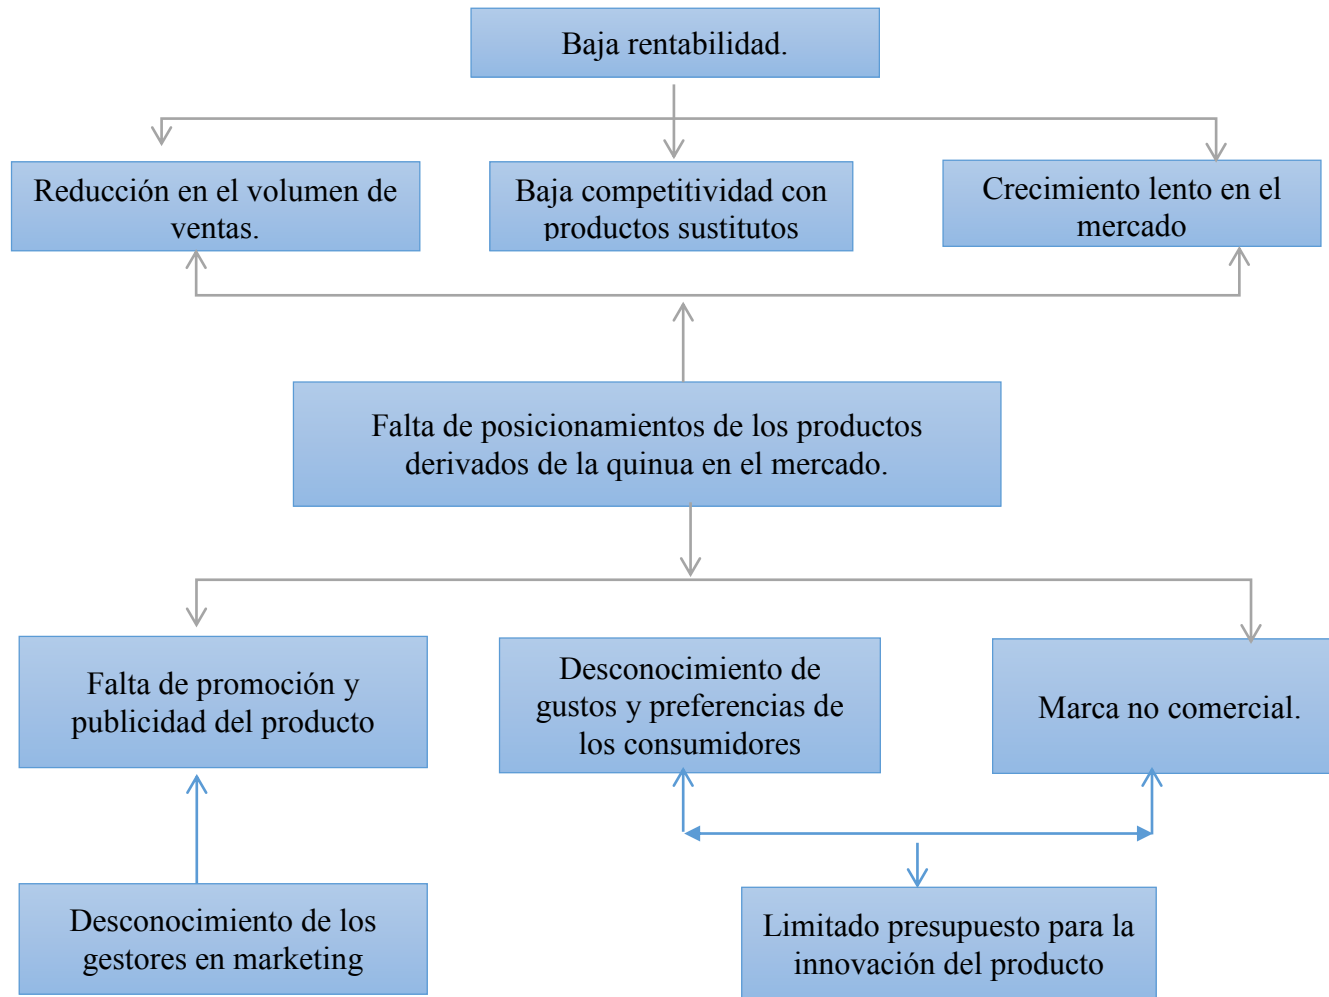 Baja rentabilidad.
Reducción en el volumen de
ventas.
Baja competitividad con
productos sustitutos
Crecimiento lento en el
mercado
Falta de posicionamientos de los productos
derivados de la quinua en el mercado.
Falta de promoción y
publicidad del producto
Desconocimiento de
gustos y preferencias de
los consumidores
Marca no comercial.
Desconocimiento de los
gestores en marketing
Limitado presupuesto para la
innovación del producto